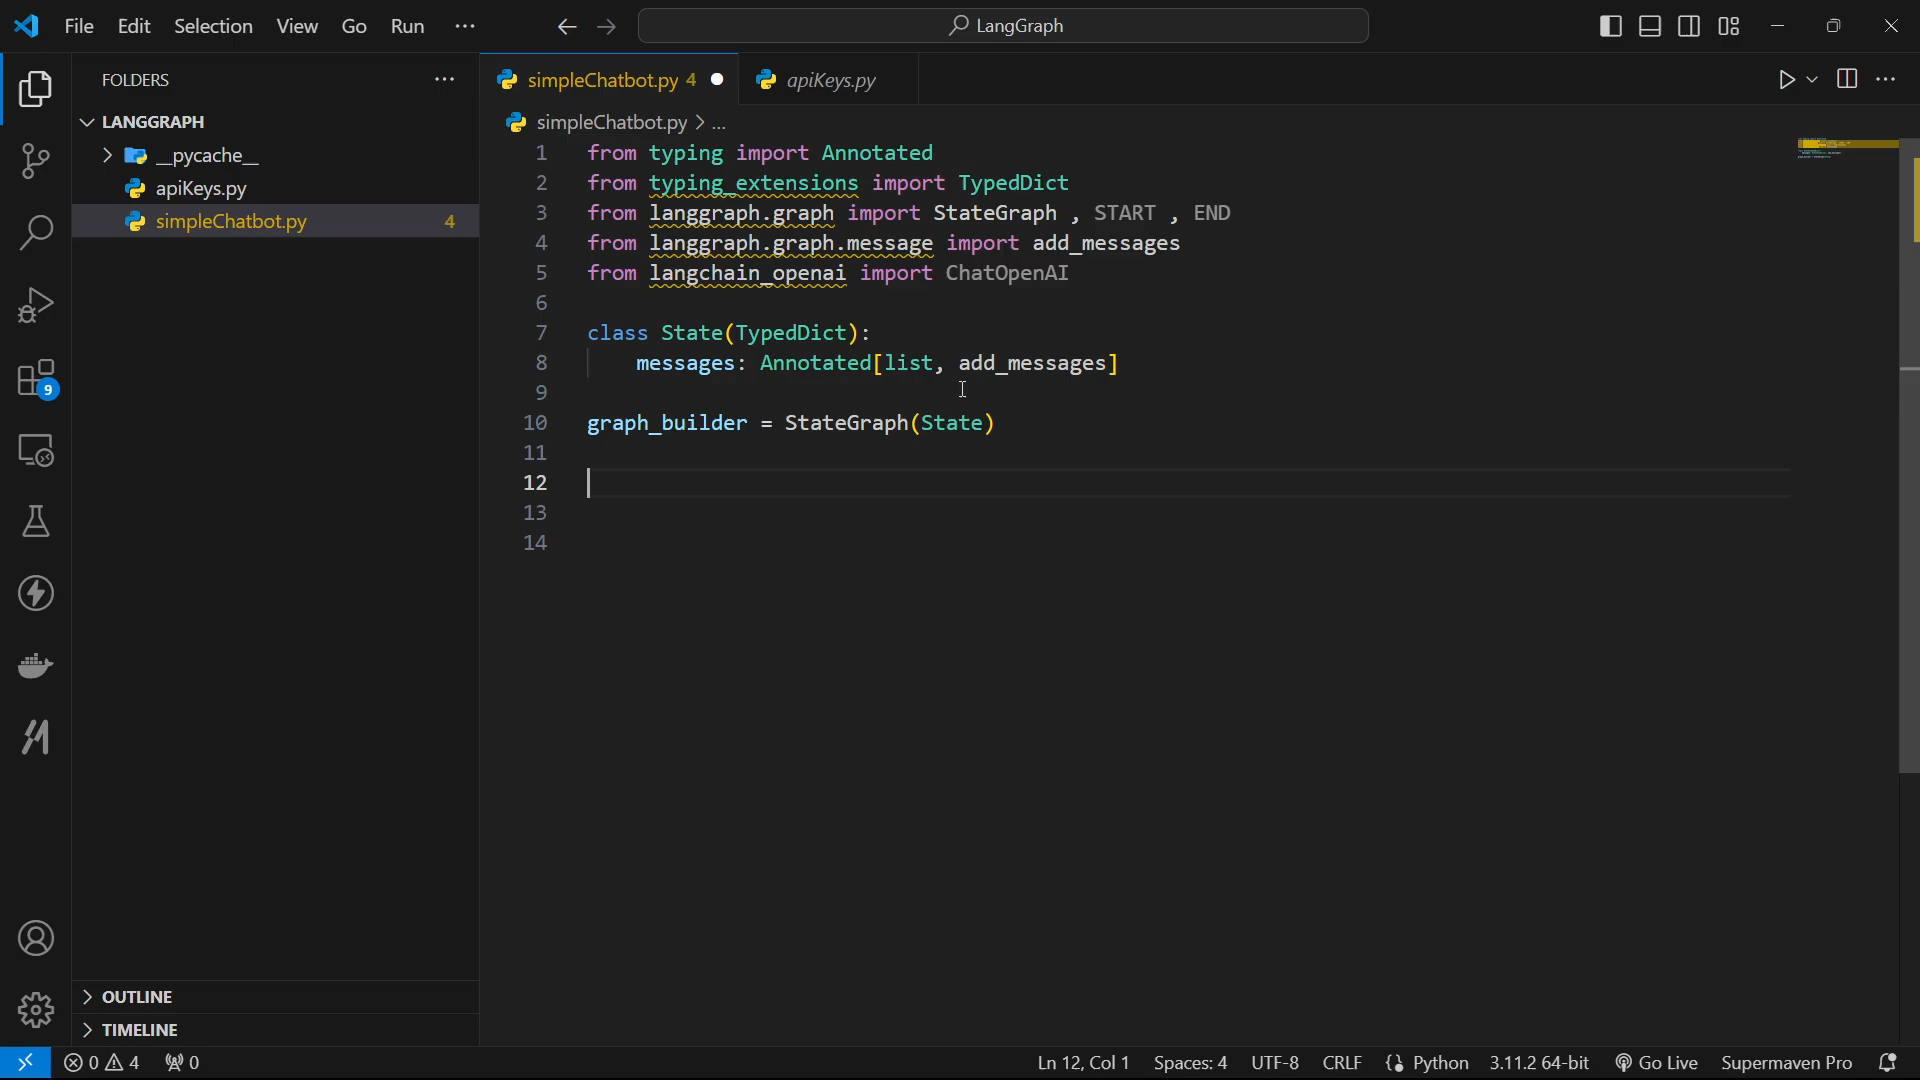 File Edit Selection View Go Run ··· LangGraph
FOLDERS ···
LANGGRAPH
__pycache__
apiKeys.py
simpleChatbot.py 4
9
simpleChatbot.py 4 apiKeys.py
simpleChatbot.py > ...
1 from typing import Annotated
2 from typing_extensions import TypedDict
3 from langgraph.graph import StateGraph , START , END
4 from langgraph.graph.message import add_messages
5 from langchain_openai import ChatOpenAI
6
7 class State(TypedDict):
8 messages: Annotated[list, add_messages]
9
10 graph_builder = StateGraph(State)
11
12
13
14
OUTLINE
TIMELINE
0 4 0 Ln 12, Col 1 Spaces: 4 UTF-8 CRLF {} Python 3.11.2 64-bit Go Live Supermaven Pro